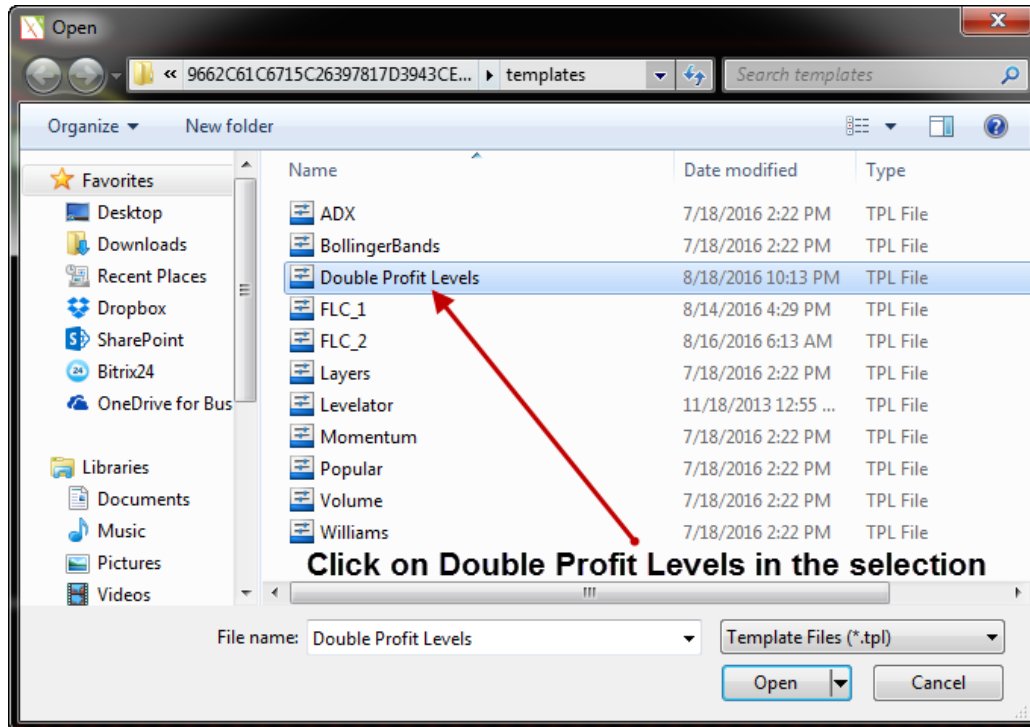 Open
« 9662C61C6715C26397817D3943CE... ▸ templates Search templates
Organize New folder
Name Date modified Type
Favorites
Desktop
Downloads
Recent Places
Dropbox
SharePoint
Bitrix24
OneDrive for Bus
Libraries
Documents
Music
Pictures
Videos
ADX 7/18/2016 2:22 PM TPL File
BollingerBands 7/18/2016 2:22 PM TPL File
Double Profit Levels 8/18/2016 10:13 PM TPL File
FLC_1 8/14/2016 4:29 PM TPL File
FLC_2 8/16/2016 6:13 AM TPL File
Layers 7/18/2016 2:22 PM TPL File
Levelator 11/18/2013 12:55 ... TPL File
Momentum 7/18/2016 2:22 PM TPL File
Popular 7/18/2016 2:22 PM TPL File
Volume 7/18/2016 2:22 PM TPL File
Williams 7/18/2016 2:22 PM TPL File
Click on Double Profit Levels in the selection
File name: Double Profit Levels Template Files (*.tpl)
Open Cancel